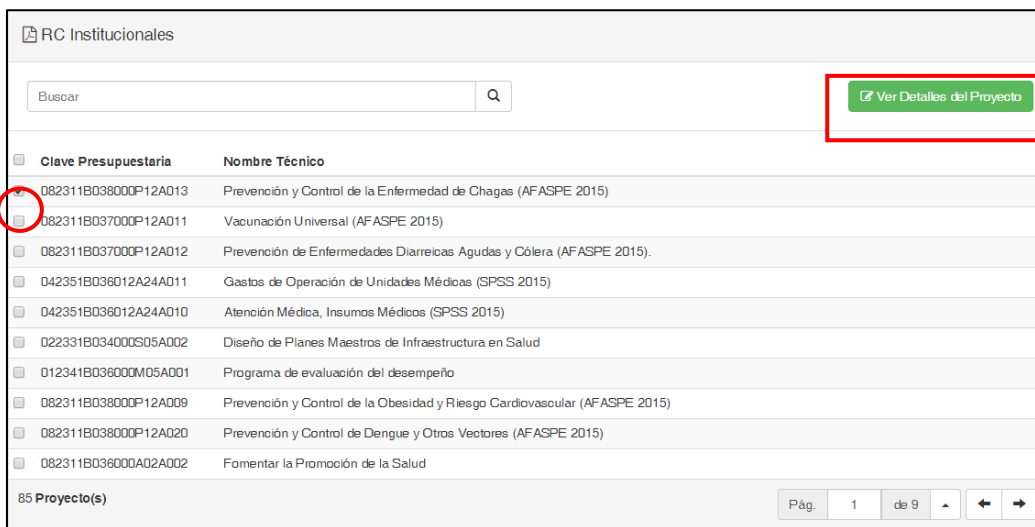 RC Institucionales
Buscar
Ver Detalles del Proyecto
Clave Presupuestaria Nombre Técnico
082311B038000P12A013 Prevención y Control de la Enfermedad de Chagas (AFASPE 2015)
082311B037000P12A011 Vacunación Universal (AFASPE 2015)
082311B037000P12A012 Prevención de Enfermedades Diarreicas Agudas y Cólera (AFASPE 2015).
042351B036012A24A011 Gastos de Operación de Unidades Médicas (SPSS 2015)
042351B036012A24A010 Atención Médica, Insumos Médicos (SPSS 2015)
022331B034000S05A002 Diseño de Planes Maestros de Infraestructura en Salud
012341B036000M05A001 Programa de evaluación del desempeño
082311B038000P12A009 Prevención y Control de la Obesidad y Riesgo Cardiovascular (AFASPE 2015)
082311B038000P12A020 Prevención y Control de Dengue y Otros Vectores (AFASPE 2015)
082311B036000A02A002 Fomentar la Promoción de la Salud
85 Proyecto(s) Pág. 1 de 9